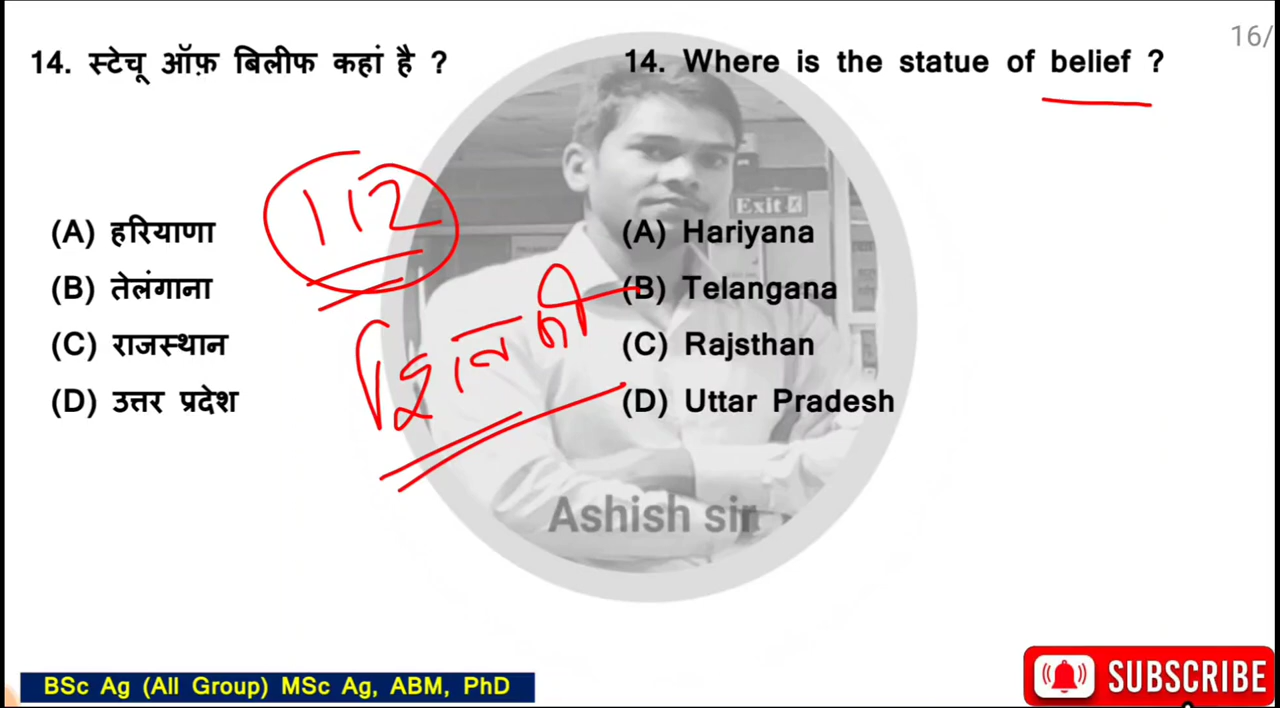 16/
14. स्टेचू ऑफ़ बिलीफ कहां है ?
14. Where is the statue of belief ?
112
(A) हरियाणा
(B) तेलंगाना
(C) राजस्थान
(D) उत्तर प्रदेश
Exit
(A) Hariyana
(B) Telangana
(C) Rajsthan
(D) Uttar Pradesh
Ashish sir
BSc Ag (All Group) MSc Ag, ABM, PhD
SUBSCRIBE